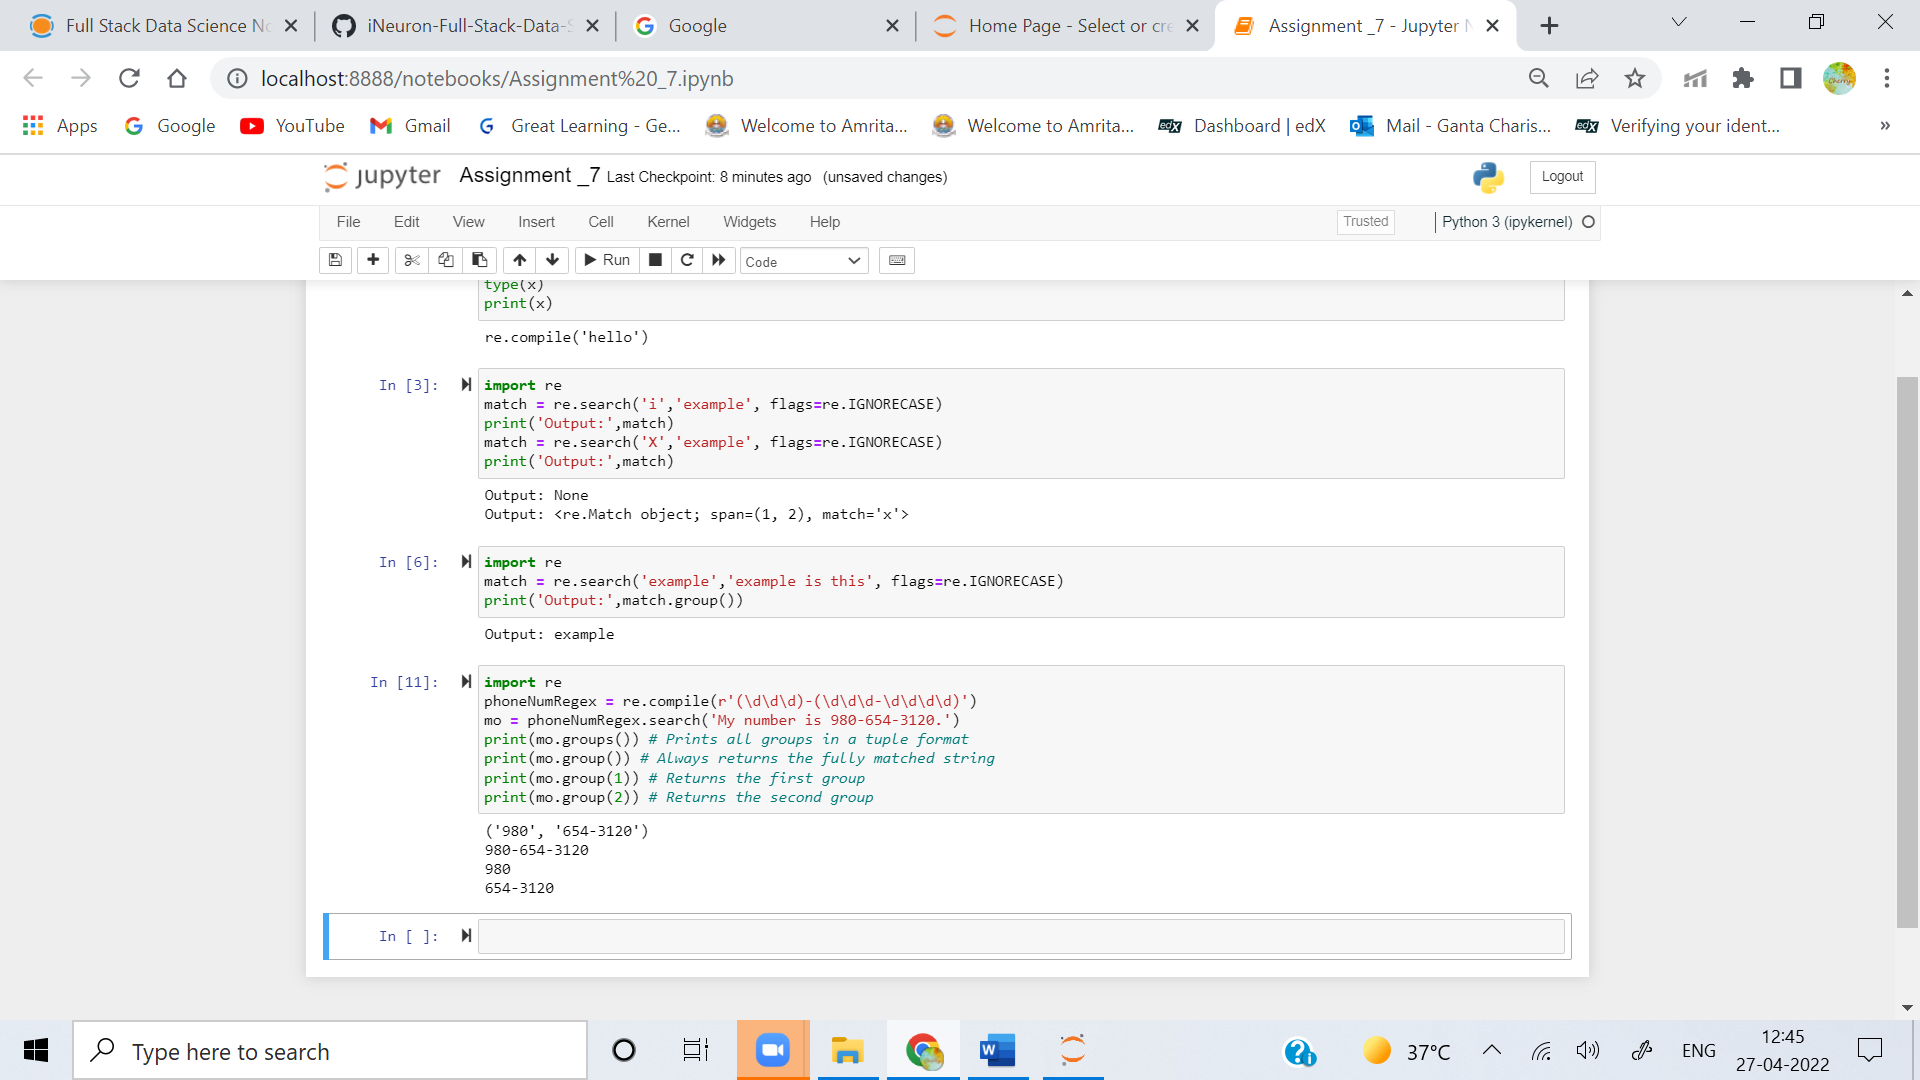 Full Stack Data Science No
iNeuron-Full-Stack-Data-S
Google
Home Page - Select or cre
Assignment _7 - Jupyter N
localhost:8888/notebooks/Assignment%20_7.ipynb
Apps
Google
YouTube
Gmail
Great Learning - Ge...
Welcome to Amrita...
Welcome to Amrita...
edX
Dashboard | edX
Mail - Ganta Charis...
edX
Verifying your ident...
»
jupyter
Assignment _7 Last Checkpoint: 8 minutes ago (unsaved changes)
Logout
File Edit View Insert Cell Kernel Widgets Help
Trusted
Python 3 (ipykernel)
Run
Code
type(x)
print(x)
re.compile('hello')
In [3]:
import re
match = re.search('i','example', flags=re.IGNORECASE)
print('Output:',match)
match = re.search('X','example', flags=re.IGNORECASE)
print('Output:',match)
Output: None
Output: <re.Match object; span=(1, 2), match='x'>
In [6]:
import re
match = re.search('example','example is this', flags=re.IGNORECASE)
print('Output:',match.group())
Output: example
In [11]:
import re
phoneNumRegex = re.compile(r'(\d\d\d)-(\d\d\d-\d\d\d\d)')
mo = phoneNumRegex.search('My number is 980-654-3120.')
print(mo.groups()) # Prints all groups in a tuple format
print(mo.group()) # Always returns the fully matched string
print(mo.group(1)) # Returns the first group
print(mo.group(2)) # Returns the second group
('980', '654-3120')
980-654-3120
980
654-3120
In [ ]:
Type here to search
37°C
ENG
12:45
27-04-2022